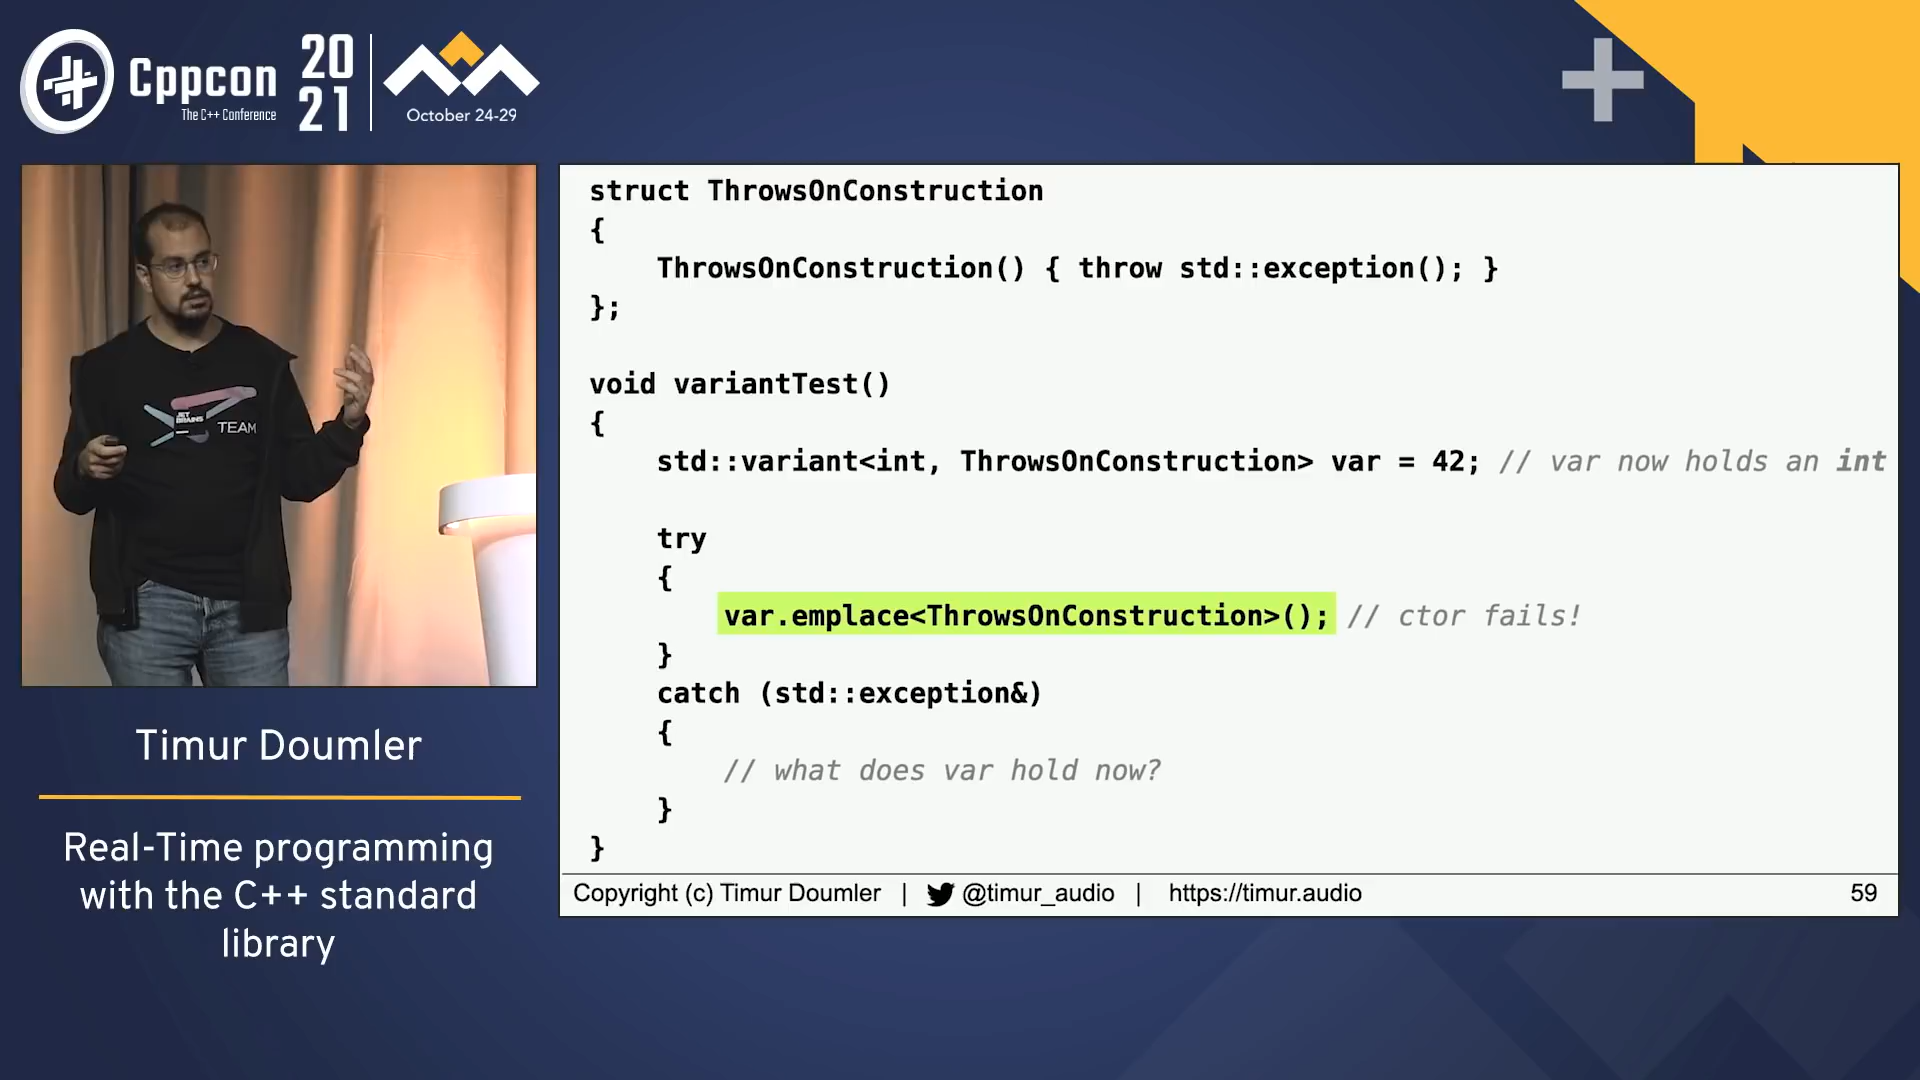 Cppcon
The C++ Conference
20
21
October 24-29
JET
BRAINS
TEAM
Timur Doumler
Real-Time programming
with the C++ standard
library
struct ThrowsOnConstruction
{
    ThrowsOnConstruction() { throw std::exception(); }
};
void variantTest()
{
    std::variant<int, ThrowsOnConstruction> var = 42; // var now holds an int
    try
    {
        var.emplace<ThrowsOnConstruction>(); // ctor fails!
    }
    catch (std::exception&)
    {
        // what does var hold now?
    }
}
Copyright (c) Timur Doumler | @timur_audio | https://timur.audio 59